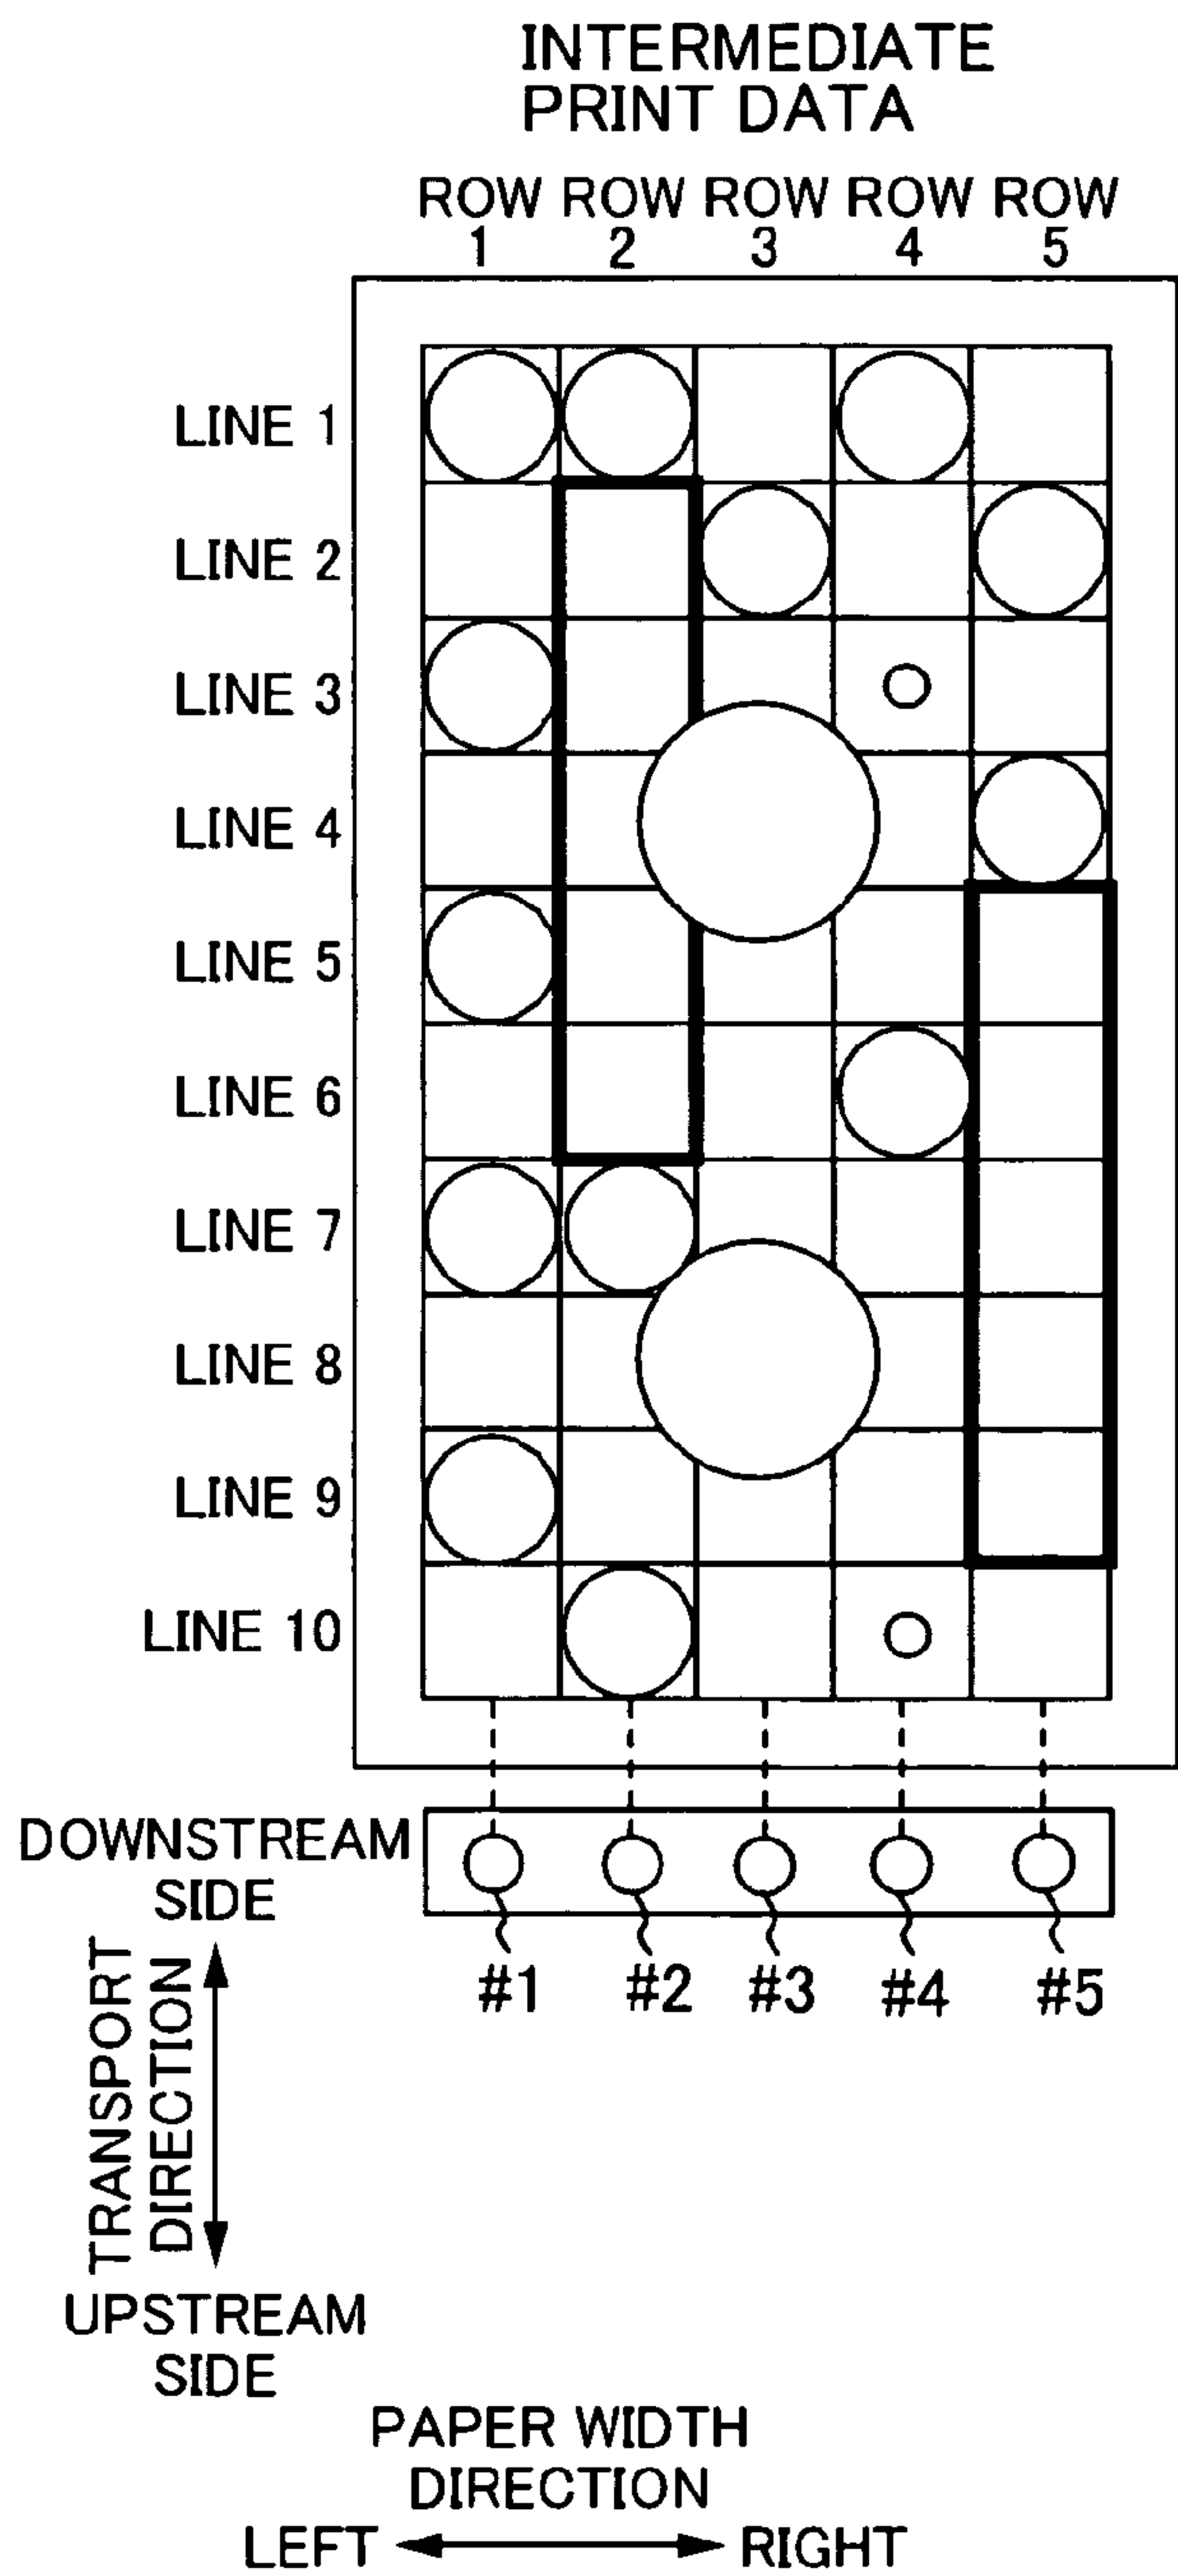 INTERMEDIATE
PRINT DATA
ROW ROW ROW ROW ROW
1 2 3 4 5
LINE 1
LINE 2
LINE 3
LINE 4
LINE 5
LINE 6
LINE 7
LINE 8
LINE 9
LINE 10
DOWNSTREAM
SIDE
#1 #2 #3 #4 #5
TRANSPORT
DIRECTION
UPSTREAM
SIDE
PAPER WIDTH
DIRECTION
LEFT RIGHT